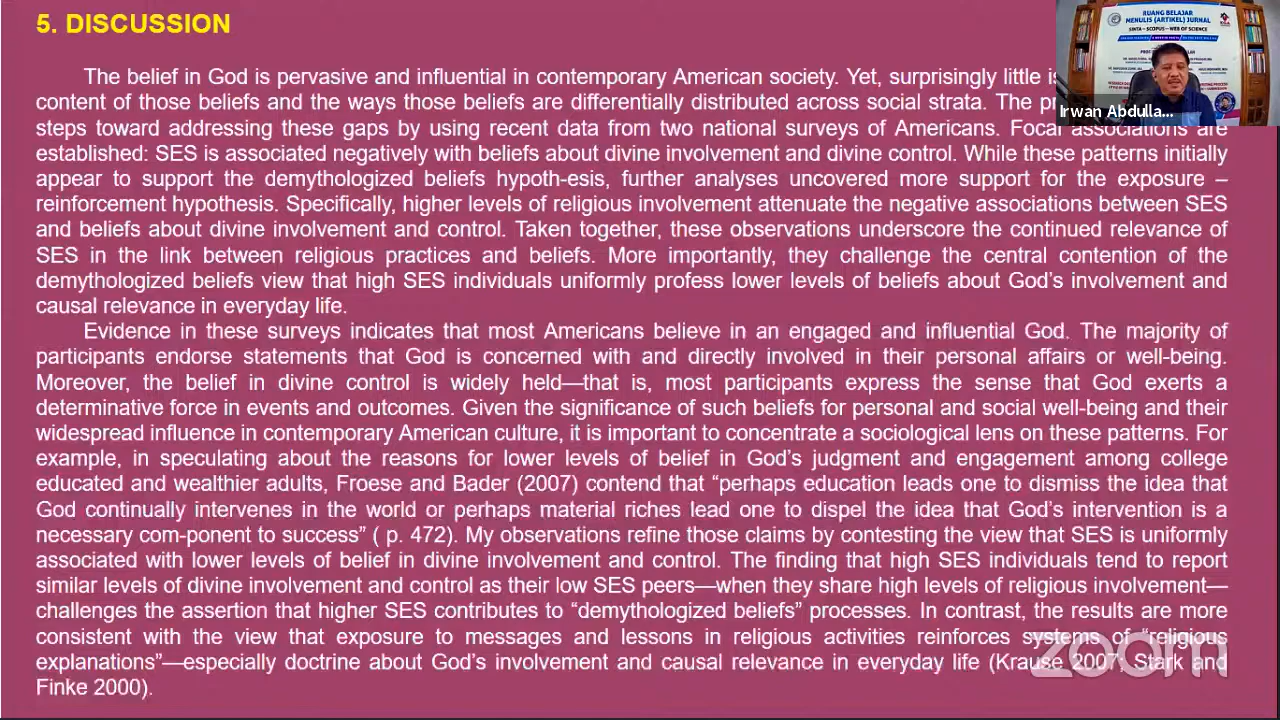 5. DISCUSSION
The belief in God is pervasive and influential in contemporary American society. Yet, surprisingly little is
content of those beliefs and the ways those beliefs are differentially distributed across social strata. The
steps toward addressing these gaps by using recent data from two national surveys of Americans. Focal associations are
established: SES is associated negatively with beliefs about divine involvement and divine control. While these patterns initially
appear to support the demythologized beliefs hypoth-esis, further analyses uncovered more support for the exposure –
reinforcement hypothesis. Specifically, higher levels of religious involvement attenuate the negative associations between SES
and beliefs about divine involvement and control. Taken together, these observations underscore the continued relevance of
SES in the link between religious practices and beliefs. More importantly, they challenge the central contention of the
demythologized beliefs view that high SES individuals uniformly profess lower levels of beliefs about God's involvement and
causal relevance in everyday life.
Evidence in these surveys indicates that most Americans believe in an engaged and influential God. The majority of
participants endorse statements that God is concerned with and directly involved in their personal affairs or well-being.
Moreover, the belief in divine control is widely held—that is, most participants express the sense that God exerts a
determinative force in events and outcomes. Given the significance of such beliefs for personal and social well-being and their
widespread influence in contemporary American culture, it is important to concentrate a sociological lens on these patterns. For
example, in speculating about the reasons for lower levels of belief in God's judgment and engagement among college
educated and wealthier adults, Froese and Bader (2007) contend that “perhaps education leads one to dismiss the idea that
God continually intervenes in the world or perhaps material riches lead one to dispel the idea that God's intervention is a
necessary com-ponent to success” ( p. 472). My observations refine those claims by contesting the view that SES is uniformly
associated with lower levels of belief in divine involvement and control. The finding that high SES individuals tend to report
similar levels of divine involvement and control as their low SES peers—when they share high levels of religious involvement—
challenges the assertion that higher SES contributes to “demythologized beliefs” processes. In contrast, the results are more
consistent with the view that exposure to messages and lessons in religious activities reinforces systems of “religious
explanations”—especially doctrine about God's involvement and causal relevance in everyday life (Krause 2007; Stark and
Finke 2000).
RUANG BELAJAR
MENULIS (ARTIKEL) JURNAL
SINTA - SCOPUS - WEB OF SCIENCE
Irwan Abdulla...
zoom